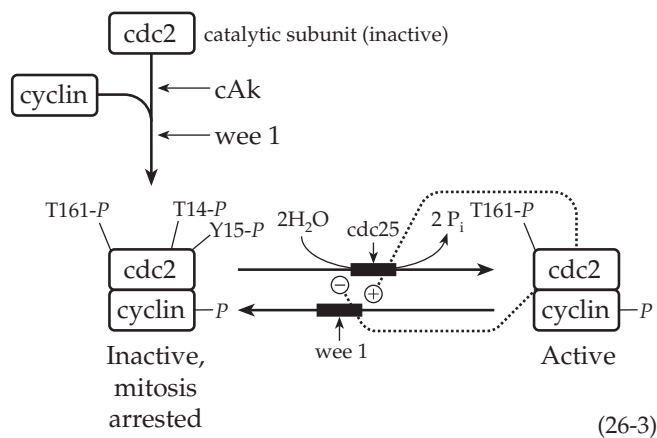 cdc2 catalytic subunit (inactive)
cyclin
cAk
wee 1
T161-P
T14-P
Y15-P
cdc2
cyclin
P
Inactive,
mitosis
arrested
2H₂O
cdc25
2 Pᵢ
−
+
wee 1
T161-P
cdc2
cyclin
P
Active
(26-3)